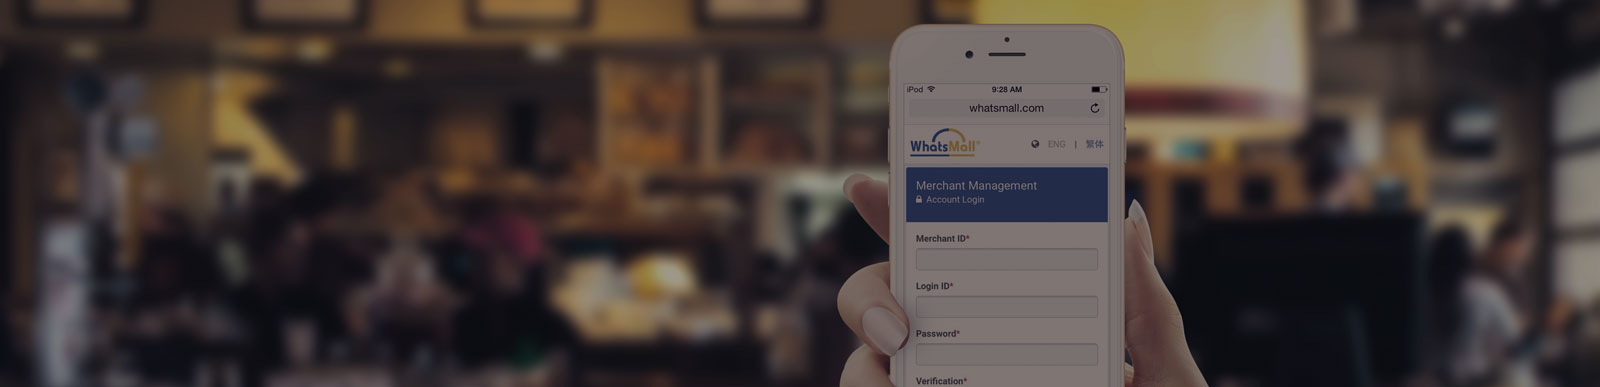 iPod 9:28 AM
whatsmall.com
WhatsMall®
ENG | 繁体
Merchant Management
Account Login
Merchant ID*
Login ID*
Password*
Verification*